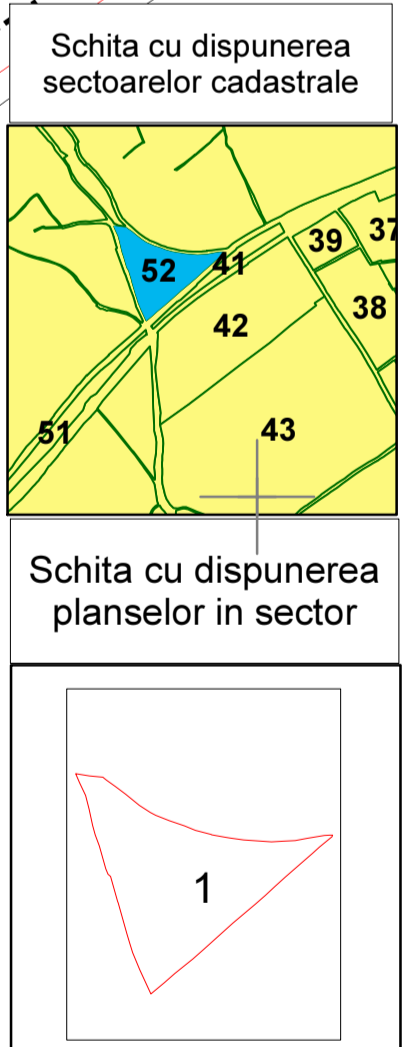 Schita cu dispunerea
sectoarelor cadastrale
39
37
52
41
38
42
51
43
Schita cu dispunerea
planselor in sector
1